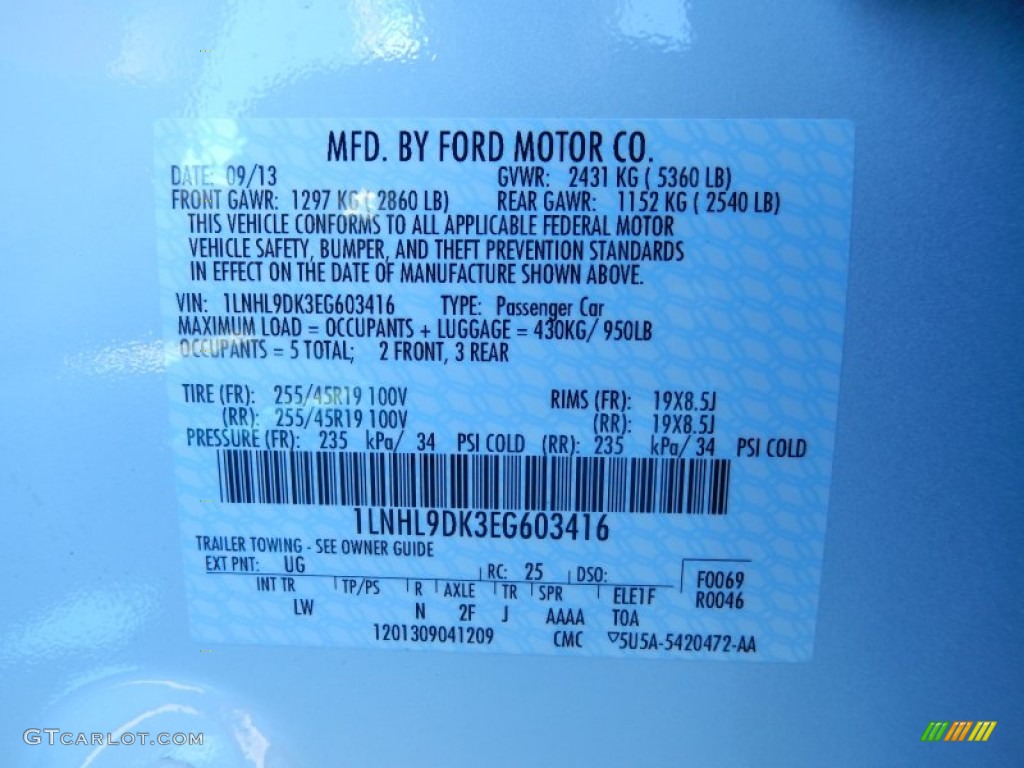 MFD. BY FORD MOTOR CO.
DATE: 09/13 GVWR: 2431 KG ( 5360 LB)
FRONT GAWR: 1297 KG ( 2860 LB) REAR GAWR: 1152 KG ( 2540 LB)
THIS VEHICLE CONFORMS TO ALL APPLICABLE FEDERAL MOTOR
VEHICLE SAFETY, BUMPER, AND THEFT PREVENTION STANDARDS
IN EFFECT ON THE DATE OF MANUFACTURE SHOWN ABOVE.
VIN: 1LNHL9DK3EG603416 TYPE: Passenger Car
MAXIMUM LOAD = OCCUPANTS + LUGGAGE = 430KG/ 950LB
OCCUPANTS = 5 TOTAL; 2 FRONT, 3 REAR
TIRE (FR): 255/45R19 100V RIMS (FR): 19X8.5J
(RR): 255/45R19 100V (RR): 19X8.5J
PRESSURE (FR): 235 kPa/ 34 PSI COLD (RR): 235 kPa/ 34 PSI COLD
1LNHL9DK3EG603416
TRAILER TOWING - SEE OWNER GUIDE
EXT PNT: UG RC: 25 DSO: F0069
INT TR TP/PS R AXLE TR SPR ELE1F R0046
LW N 2F J AAAA TOA
1201309041209 CMC ▽5U5A-5420472-AA
GTCARLOT.COM